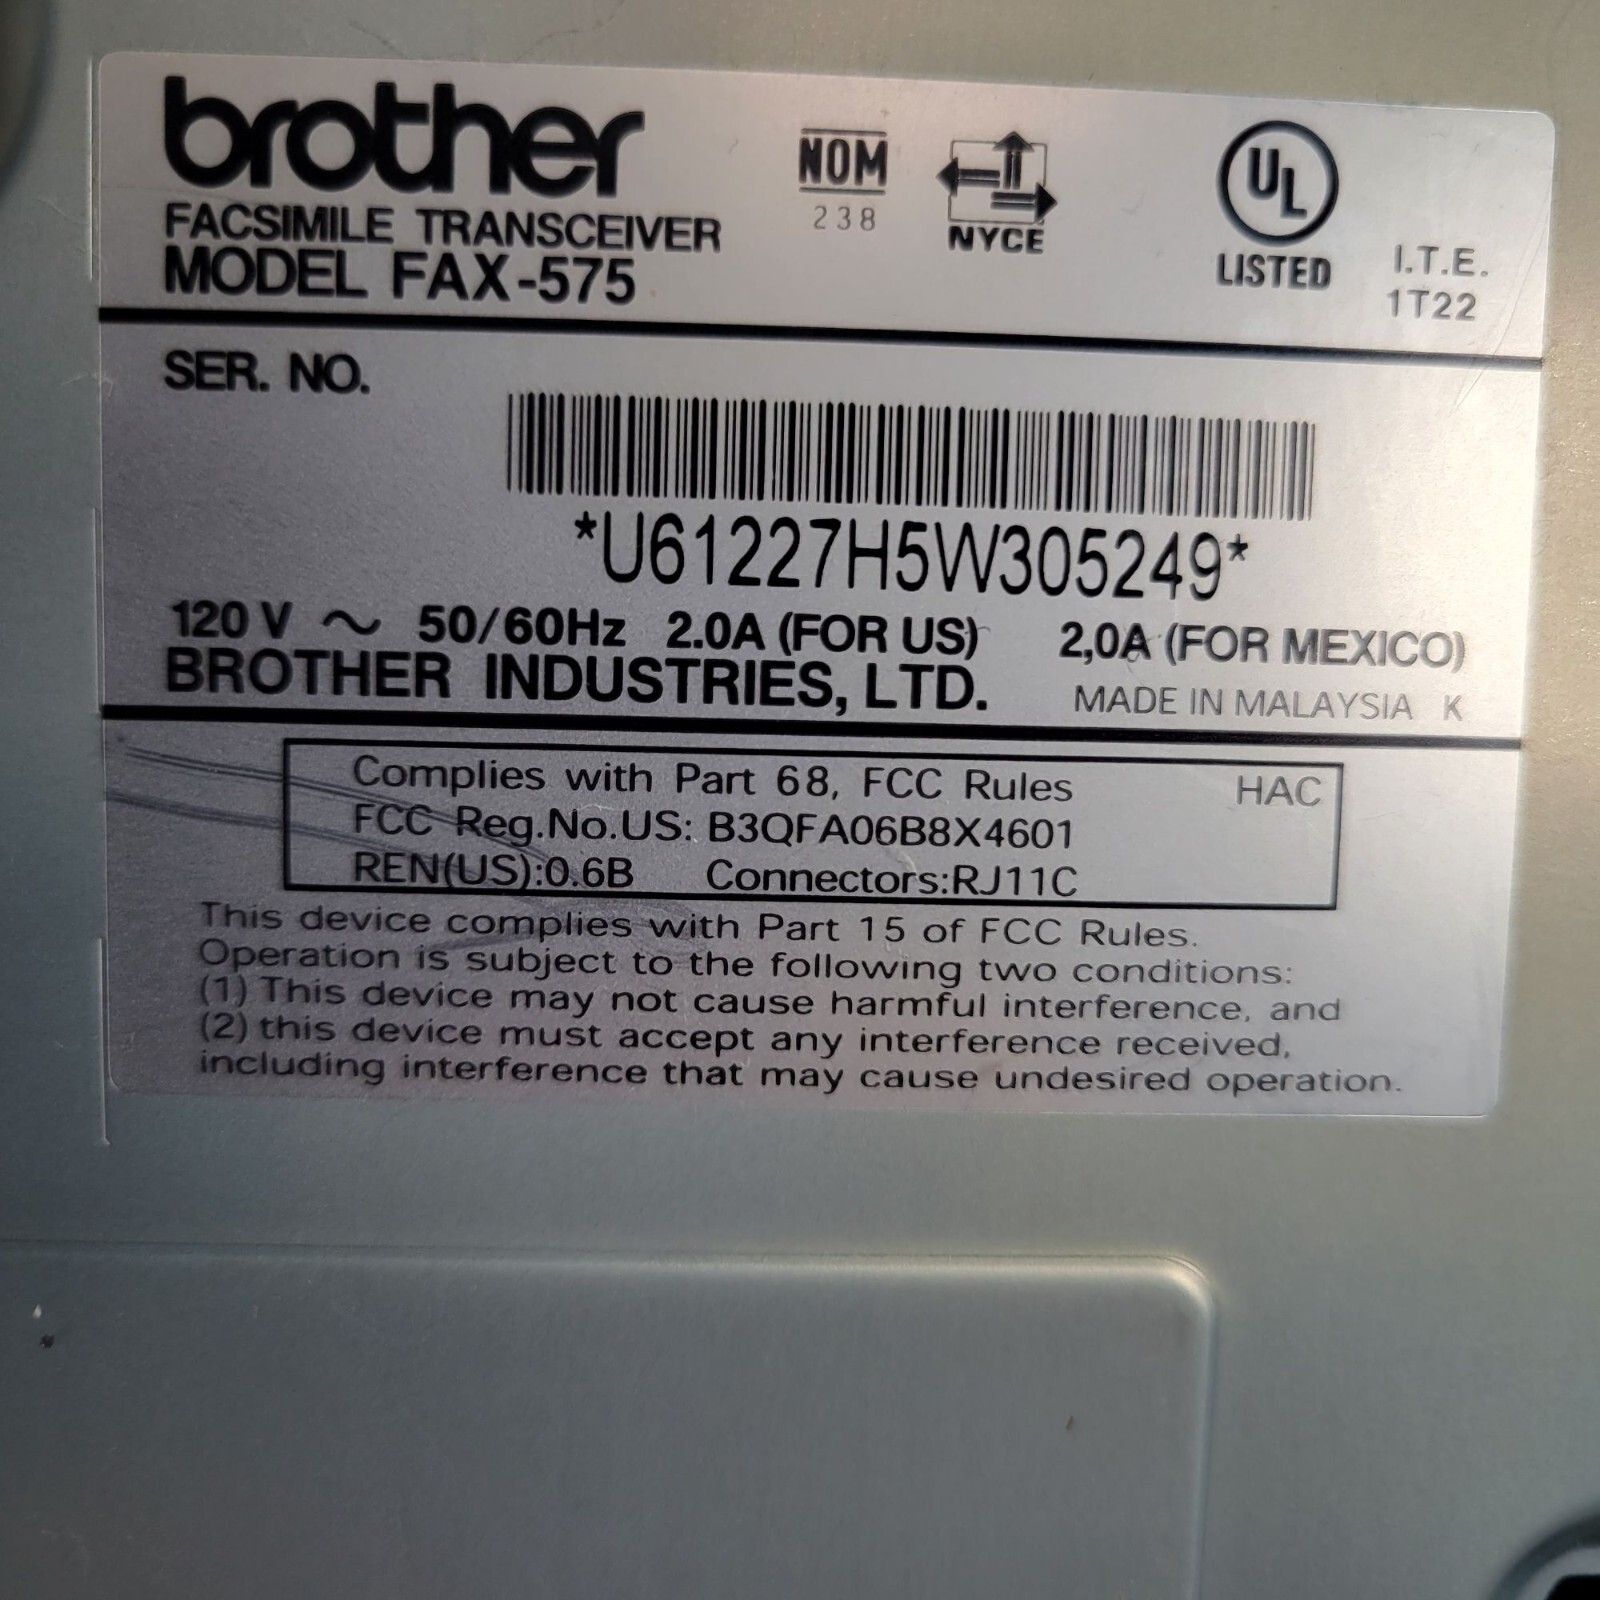 brother
FACSIMILE TRANSCEIVER
MODEL FAX-575
NOM
238
NYCE
UL
LISTED
I.T.E.
1T22
SER. NO.
*U61227H5W305249*
120 V ~ 50/60Hz 2.0A (FOR US) 2,0A (FOR MEXICO)
BROTHER INDUSTRIES, LTD. MADE IN MALAYSIA K
Complies with Part 68, FCC Rules HAC
FCC Reg.No.US: B3QFA06B8X4601
REN(US):0.6B Connectors:RJ11C
This device complies with Part 15 of FCC Rules.
Operation is subject to the following two conditions:
(1) This device may not cause harmful interference, and
(2) this device must accept any interference received,
including interference that may cause undesired operation.